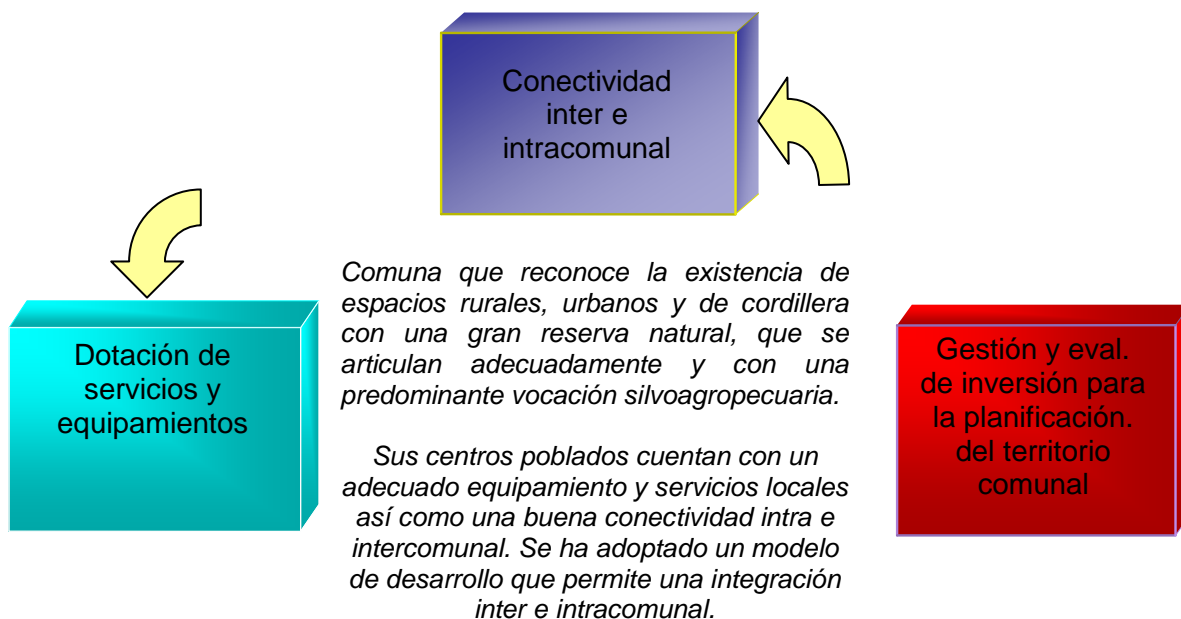 Conectividad
inter e
intracomunal
Dotación de
servicios y
equipamientos
Comuna que reconoce la existencia de
espacios rurales, urbanos y de cordillera
con una gran reserva natural, que se
articulan adecuadamente y con una
predominante vocación silvoagropecuaria.
Sus centros poblados cuentan con un
adecuado equipamiento y servicios locales
así como una buena conectividad intra e
intercomunal. Se ha adoptado un modelo
de desarrollo que permite una integración
inter e intracomunal.
Gestión y eval.
de inversión para
la planificación.
del territorio
comunal